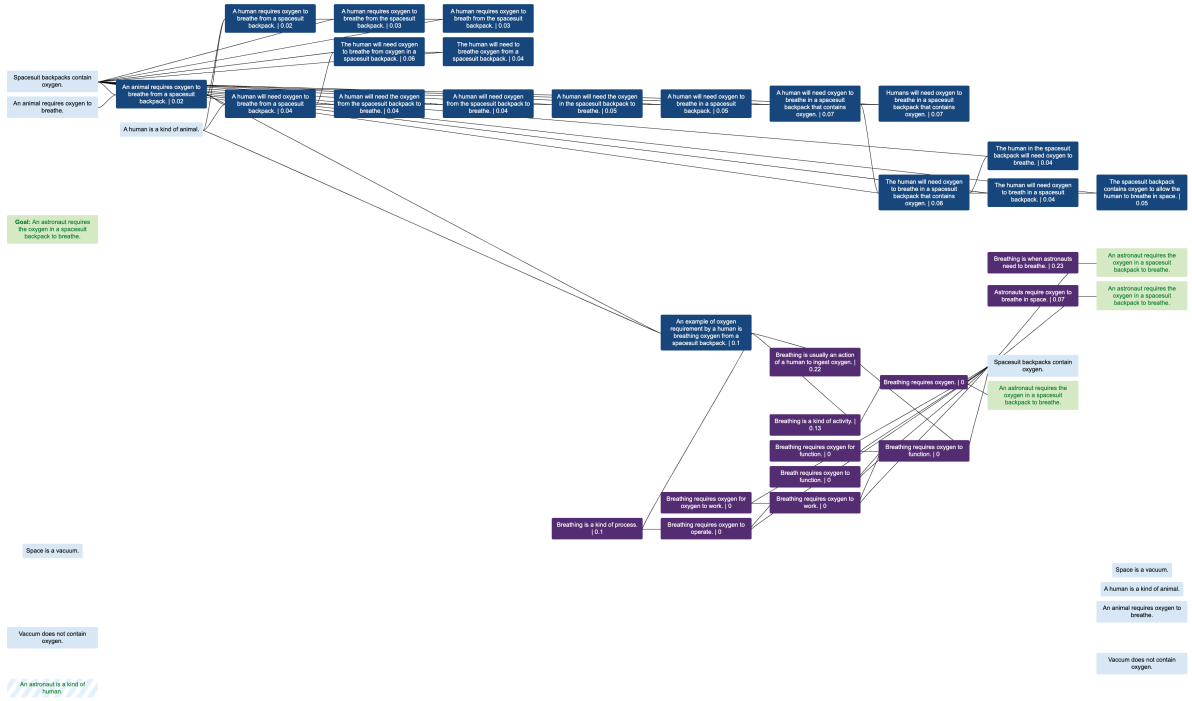 A human requires oxygen to
breathe from a spacesuit
backpack. | 0.02
A human requires oxygen to
breathe from the spacesuit
backpack. | 0.03
A human requires oxygen to
breath from the spacesuit
backpack. | 0.03
The human will need oxygen
to breathe from oxygen in a
spacesuit backpack. | 0.06
The human will need to
breathe oxygen from a
spacesuit backpack. | 0.04
Spacesuit backpacks contain
oxygen.
An animal requires oxygen to
breathe from a spacesuit
backpack. | 0.02
An animal requires oxygen to
breathe.
A human will need oxygen to
breathe from a spacesuit
backpack. | 0.04
A human will need the oxygen
from the spacesuit backpack to
breathe. | 0.04
A human will need oxygen
from the spacesuit backpack to
breathe. | 0.04
A human will need the oxygen
in the spacesuit backpack to
breathe. | 0.05
A human will need oxygen to
breathe in a spacesuit
backpack. | 0.05
A human will need oxygen to
breathe in a spacesuit
backpack that contains
oxygen. | 0.07
Humans will need oxygen to
breathe in a spacesuit
backpack that contains
oxygen. | 0.07
A human is a kind of animal.
The human in the spacesuit
backpack will need oxygen to
breathe. | 0.04
The human will need oxygen
to breathe in a spacesuit
backpack that contains
oxygen. | 0.06
The human will need oxygen
to breath in a spacesuit
backpack. | 0.04
The spacesuit backpack
contains oxygen to allow the
human to breathe in space. |
0.05
Goal: An astronaut requires
the oxygen in a spacesuit
backpack to breathe.
Breathing is when astronauts
need to breathe. | 0.23
An astronaut requires the
oxygen in a spacesuit
backpack to breathe.
Astronauts require oxygen to
breathe in space. | 0.07
An astronaut requires the
oxygen in a spacesuit
backpack to breathe.
An example of oxygen
requirement by a human is
breathing oxygen from a
spacesuit backpack. | 0.1
Breathing is usually an action
of a human to ingest oxygen. |
0.22
Spacesuit backpacks contain
oxygen.
Breathing requires oxygen. | 0
An astronaut requires the
oxygen in a spacesuit
backpack to breathe.
Breathing is a kind of activity. |
0.13
Breathing requires oxygen for
function. | 0
Breathing requires oxygen to
function. | 0
Breath requires oxygen to
function. | 0
Breathing requires oxygen for
oxygen to work. | 0
Breathing requires oxygen to
work. | 0
Breathing is a kind of process.
| 0.1
Breathing requires oxygen to
operate. | 0
Space is a vacuum.
Space is a vacuum.
A human is a kind of animal.
An animal requires oxygen to
breathe.
Vaccum does not contain
oxygen.
Vaccum does not contain
oxygen.
An astronaut is a kind of
human.